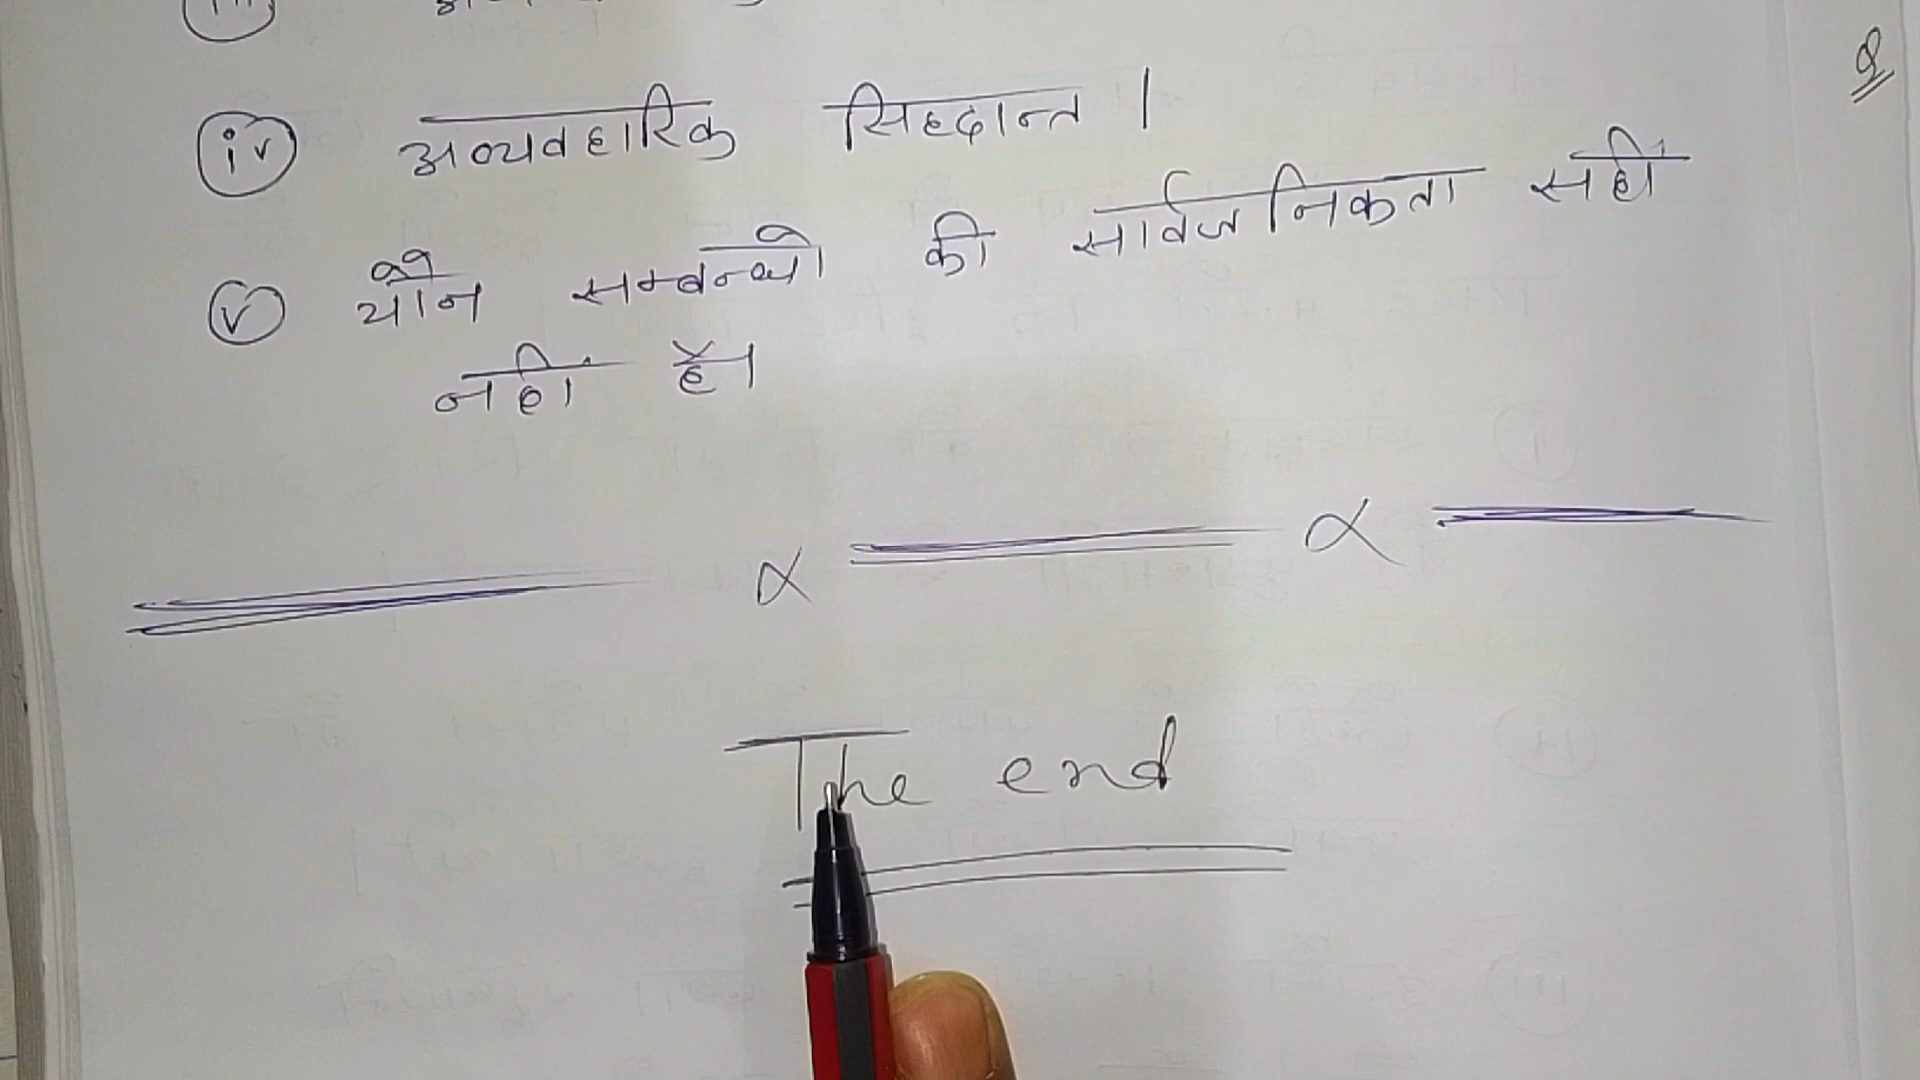 iv अव्यवहारिक सिध्दान्त ।
v यौन सम्बन्धो की सार्वजनिकता सही
नहीं है।
The end